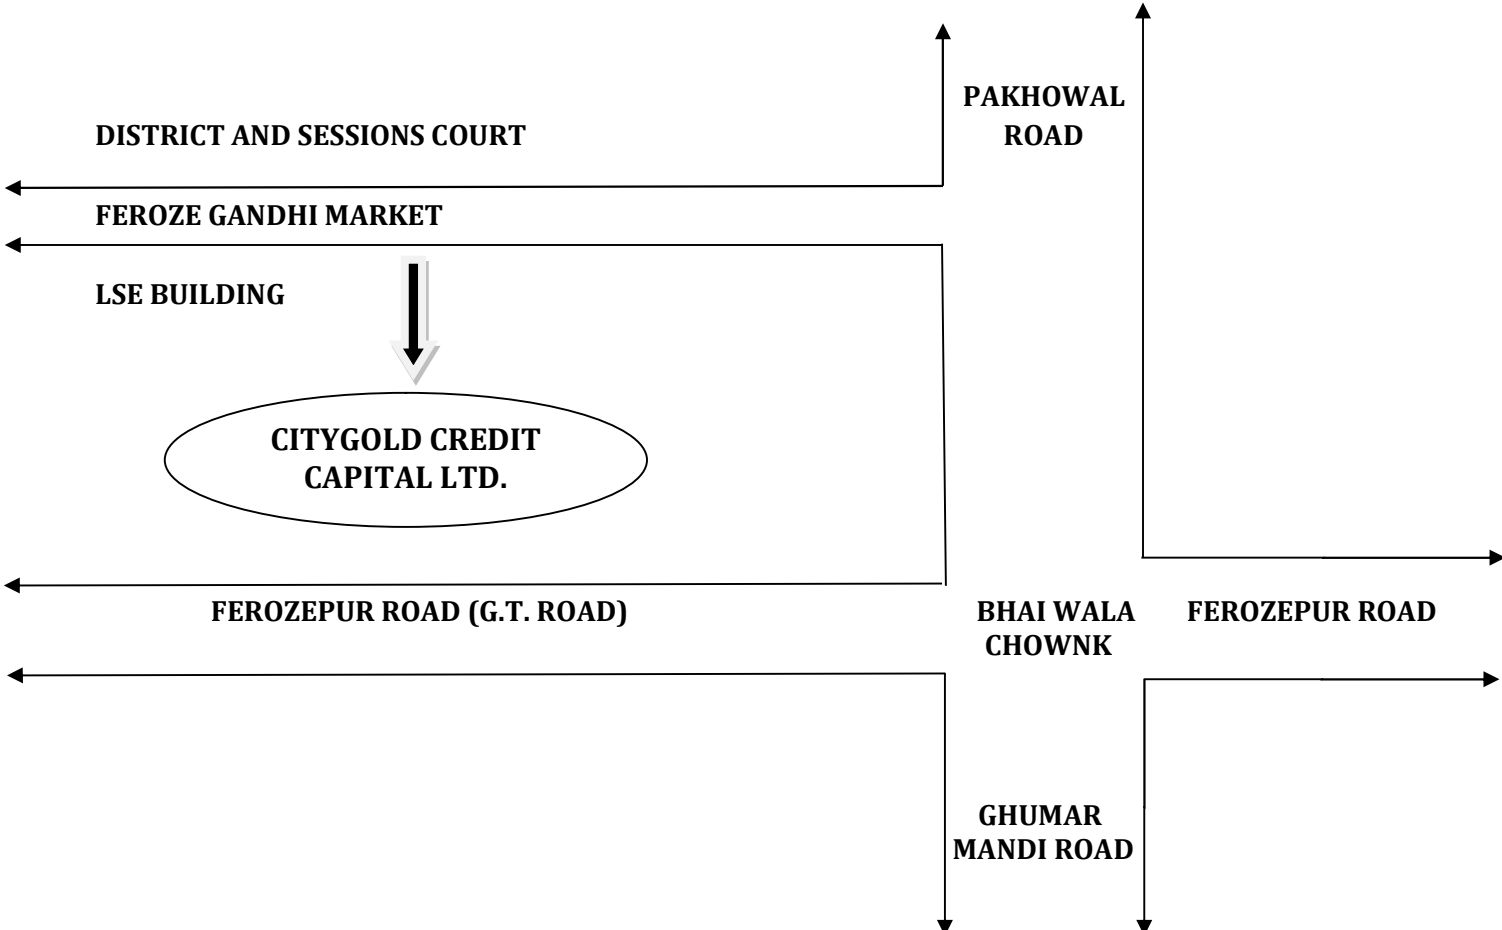 PAKHOWAL
ROAD
DISTRICT AND SESSIONS COURT
FEROZE GANDHI MARKET
LSE BUILDING
CITYGOLD CREDIT
CAPITAL LTD.
FEROZEPUR ROAD (G.T. ROAD)
BHAI WALA
CHOWNK
FEROZEPUR ROAD
GHUMAR
MANDI ROAD